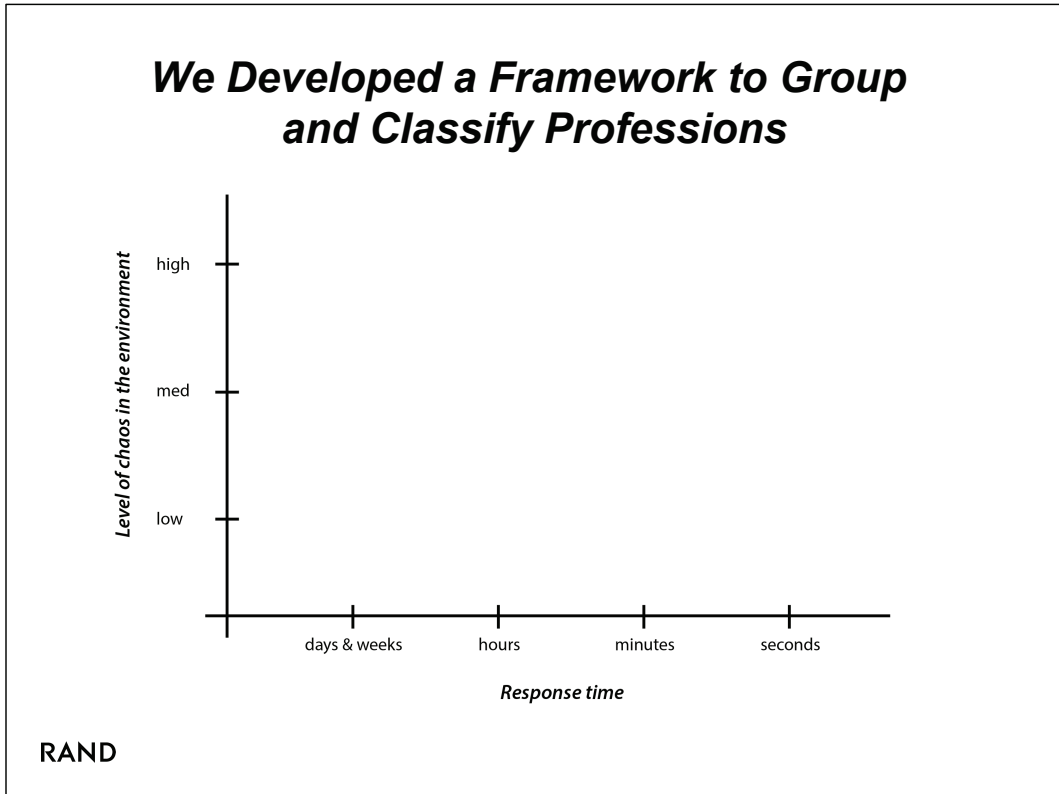 We Developed a Framework to Group
and Classify Professions
Level of chaos in the environment
high
med
low
days & weeks
hours
minutes
seconds
Response time
RAND